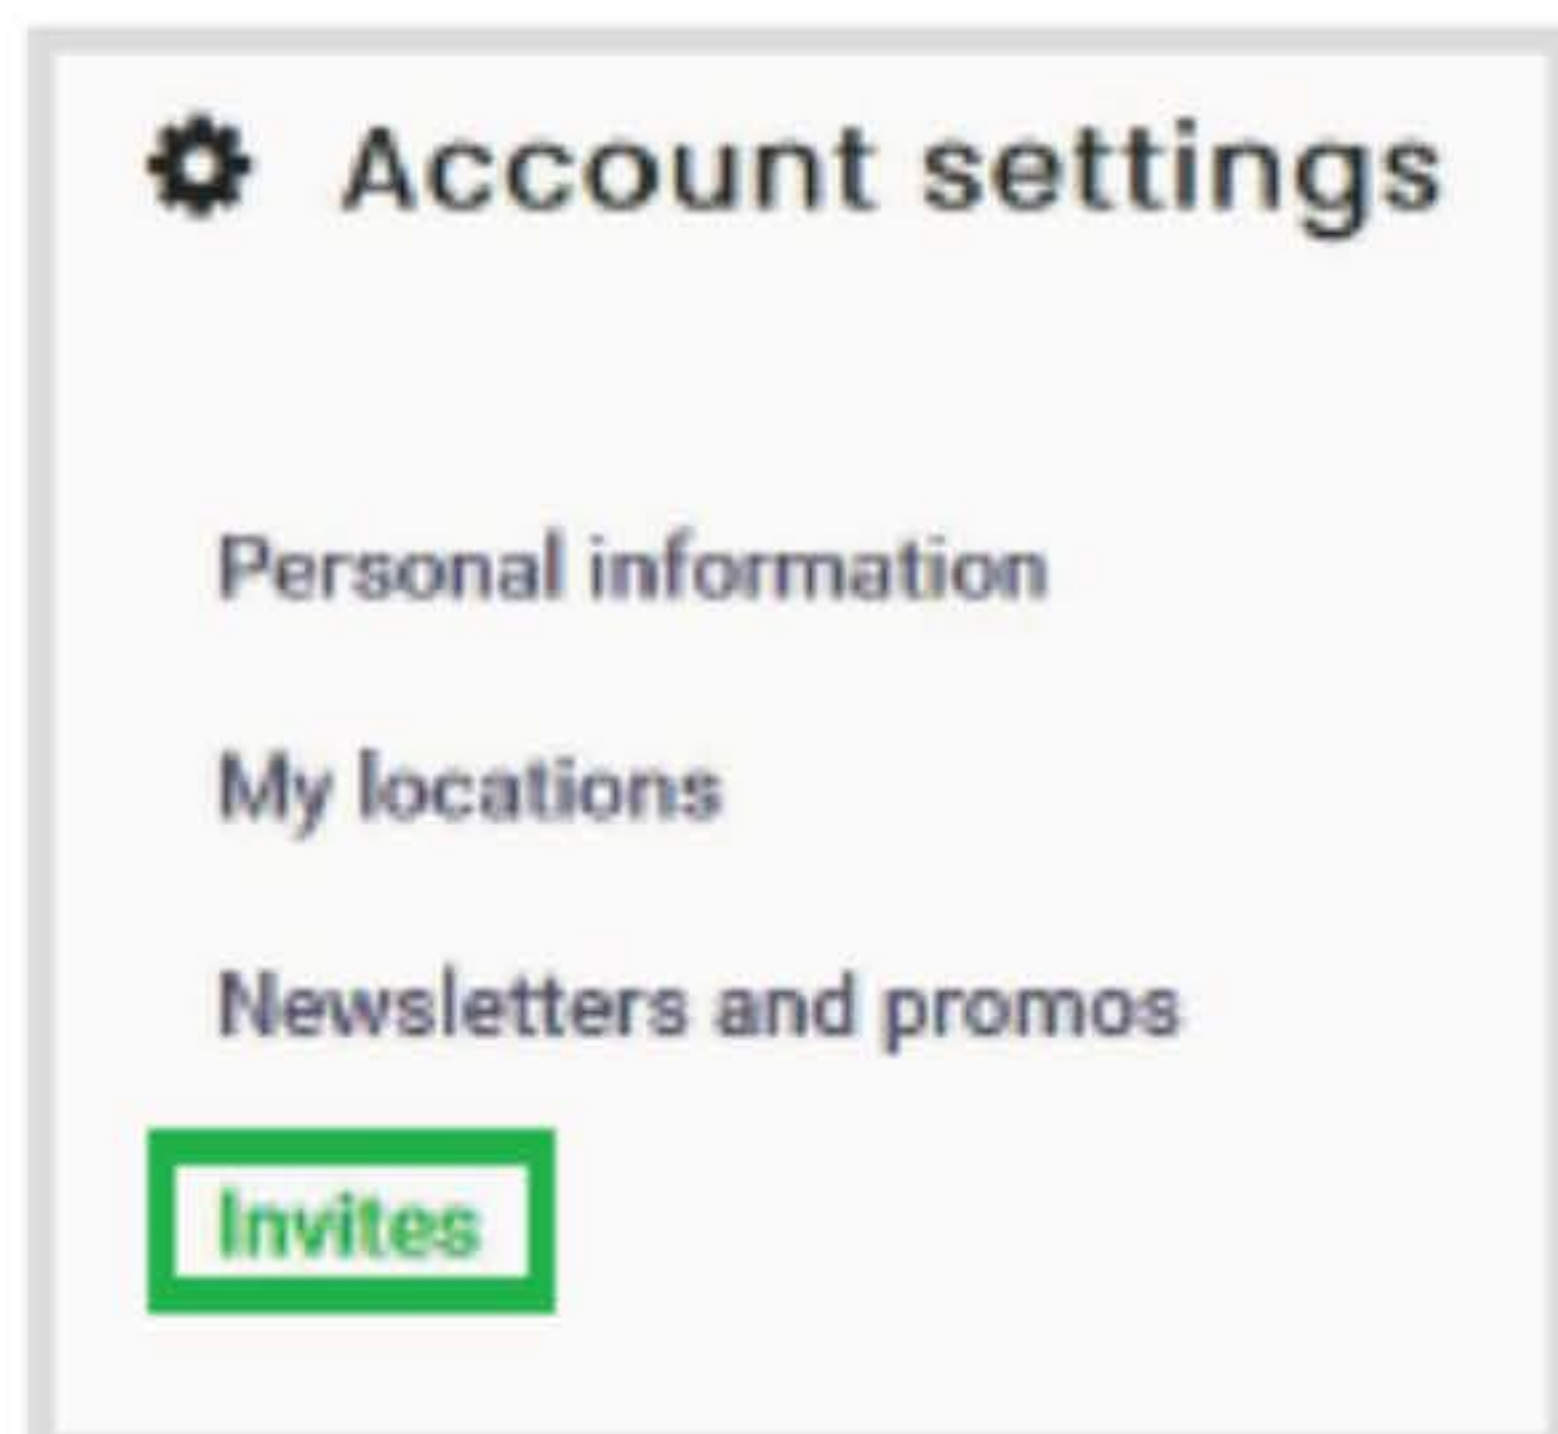 Account settings
Personal information
My locations
Newsletters and promos
Invites